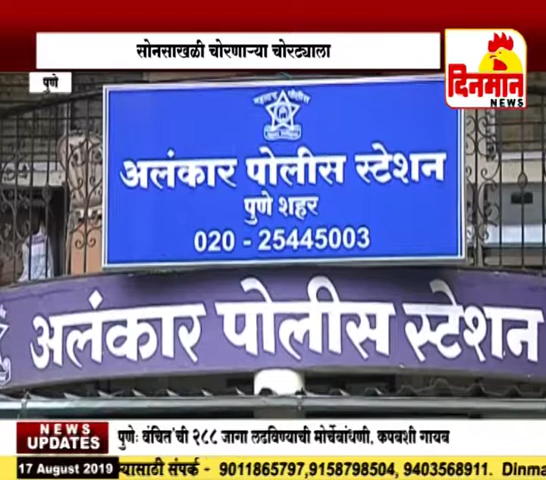 सोनसाखळी चोरणाऱ्या चोरट्याला
पुणे
दिनमान
NEWS
महाराष्ट्र पोलीस
अलंकार पोलीस स्टेशन
पुणे शहर
020 - 25445003
अलंकार पोलीस स्टेशन
NEWS UPDATES
पुणेः वंचित'ची २८८ जागा लढविण्याची मोर्चेबांधणी, कपबशी गायब
17 August 2019
यासाठी संपर्क - 9011865797,9158798504, 9403568911. Dinma